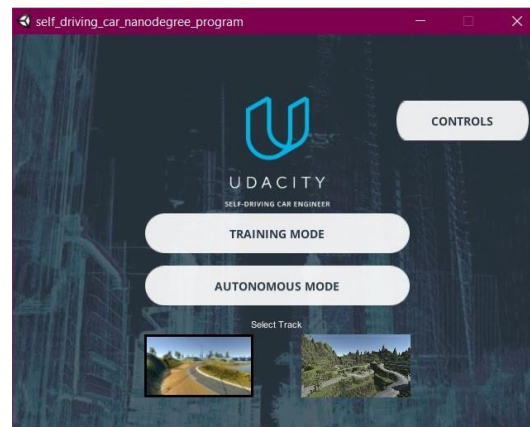 self_driving_car_nanodegree_program
CONTROLS
UDACITY
SELF-DRIVING CAR ENGINEER
TRAINING MODE
AUTONOMOUS MODE
Select Track